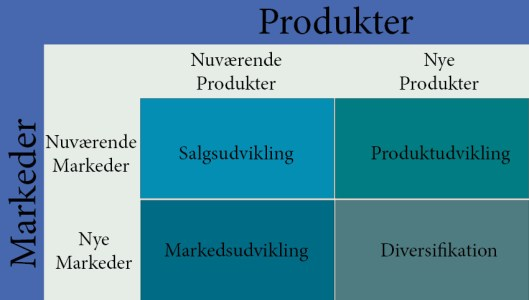 Produkter
Nuværende
Produkter
Nye
Produkter
Markeder
Nuværende
Markeder
Salgsudvikling
Produktudvikling
Nye
Markeder
Markedsudvikling
Diversifikation